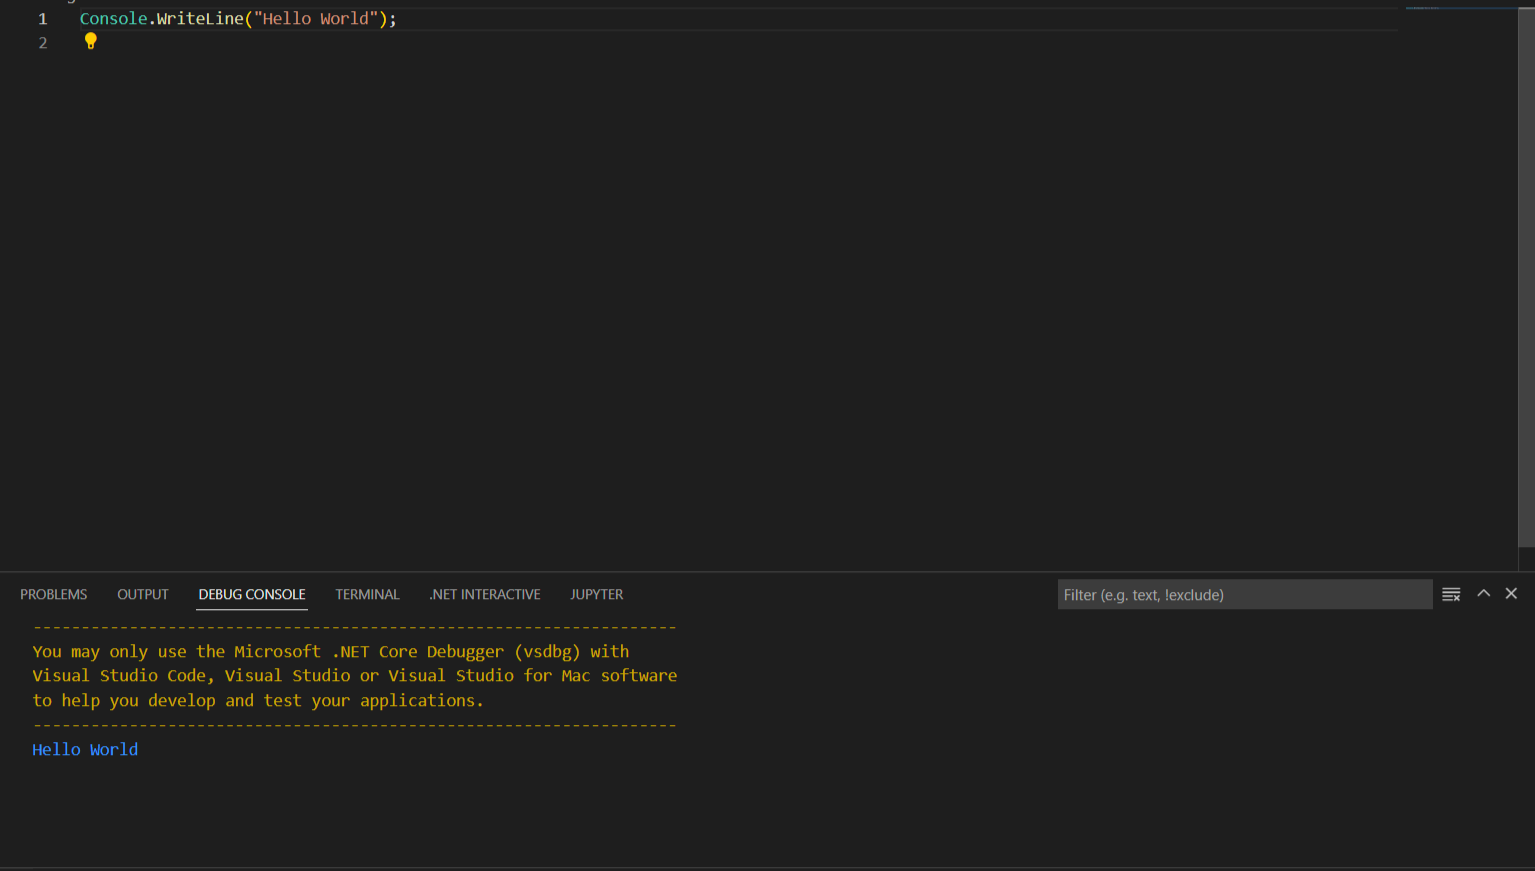 1 Console.WriteLine("Hello World");
2
PROBLEMS OUTPUT DEBUG CONSOLE TERMINAL .NET INTERACTIVE JUPYTER Filter (e.g. text, !exclude)
-------------------------------------------------------------------
You may only use the Microsoft .NET Core Debugger (vsdbg) with
Visual Studio Code, Visual Studio or Visual Studio for Mac software
to help you develop and test your applications.
-------------------------------------------------------------------
Hello World